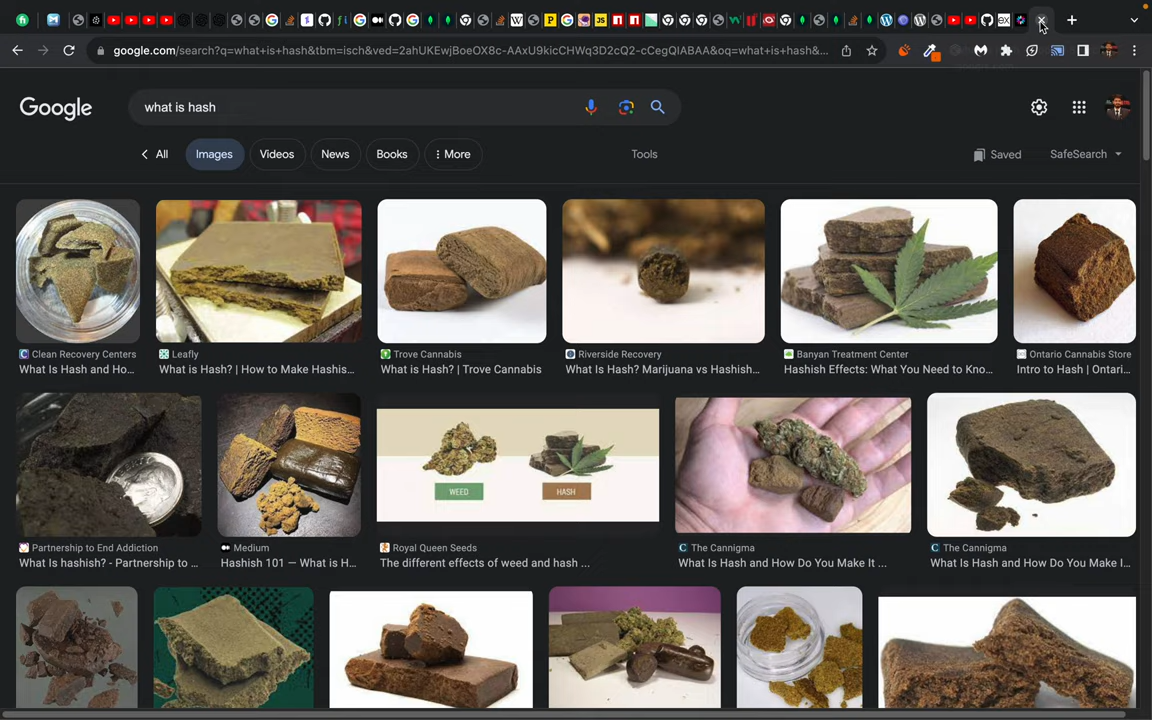 google.com/search?q=what+is+hash&tbm=isch&ved=2ahUKEwjBoeOX8c-AAxU9kicCHWq3D2cQ2-cCegQIABAA&oq=what+is+hash&...
Google
what is hash
All
Images
Videos
News
Books
More
Tools
Saved
SafeSearch
Clean Recovery Centers
What Is Hash and Ho...
Leafly
What is Hash? | How to Make Hashis...
Trove Cannabis
What is Hash? | Trove Cannabis
Riverside Recovery
What Is Hash? Marijuana vs Hashish...
Banyan Treatment Center
Hashish Effects: What You Need to Kno...
Ontario Cannabis Store
Intro to Hash | Ontari...
WEED
HASH
Partnership to End Addiction
What Is hashish? - Partnership to ...
Medium
Hashish 101 — What is H...
Royal Queen Seeds
The different effects of weed and hash ...
The Cannigma
What Is Hash and How Do You Make It ...
The Cannigma
What Is Hash and How Do You Make I...